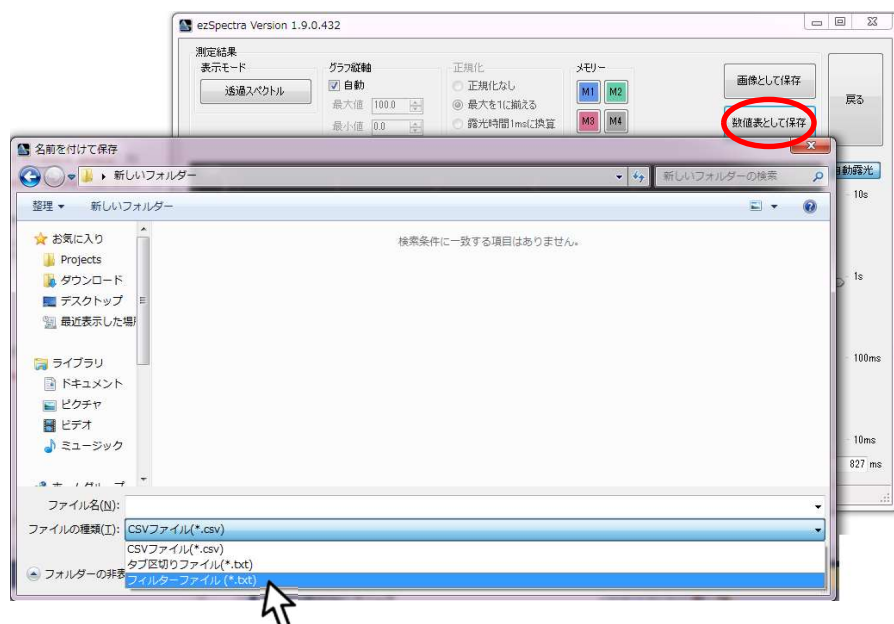 ezSpectra Version 1.9.0.432
測定結果
表示モード
透過スペクトル
グラフ縦軸
自動
最大値 100.0
最小値 0.0
正規化
正規化なし
最大を1に揃える
露光時間1msに換算
メモリー
M1 M2
M3 M4
画像として保存
数値表として保存
戻る
自動露光
10s
1s
100ms
10ms
827 ms
名前を付けて保存
新しいフォルダー
新しいフォルダーの検索
整理 新しいフォルダー
お気に入り
Projects
ダウンロード
デスクトップ
最近表示した場所
ライブラリ
ドキュメント
ピクチャ
ビデオ
ミュージック
検索条件に一致する項目はありません。
ファイル名(N):
ファイルの種類(T): CSVファイル(*.csv)
CSVファイル(*.csv)
タブ区切りファイル(*.txt)
フィルターファイル (*.txt)
フォルダーの非表